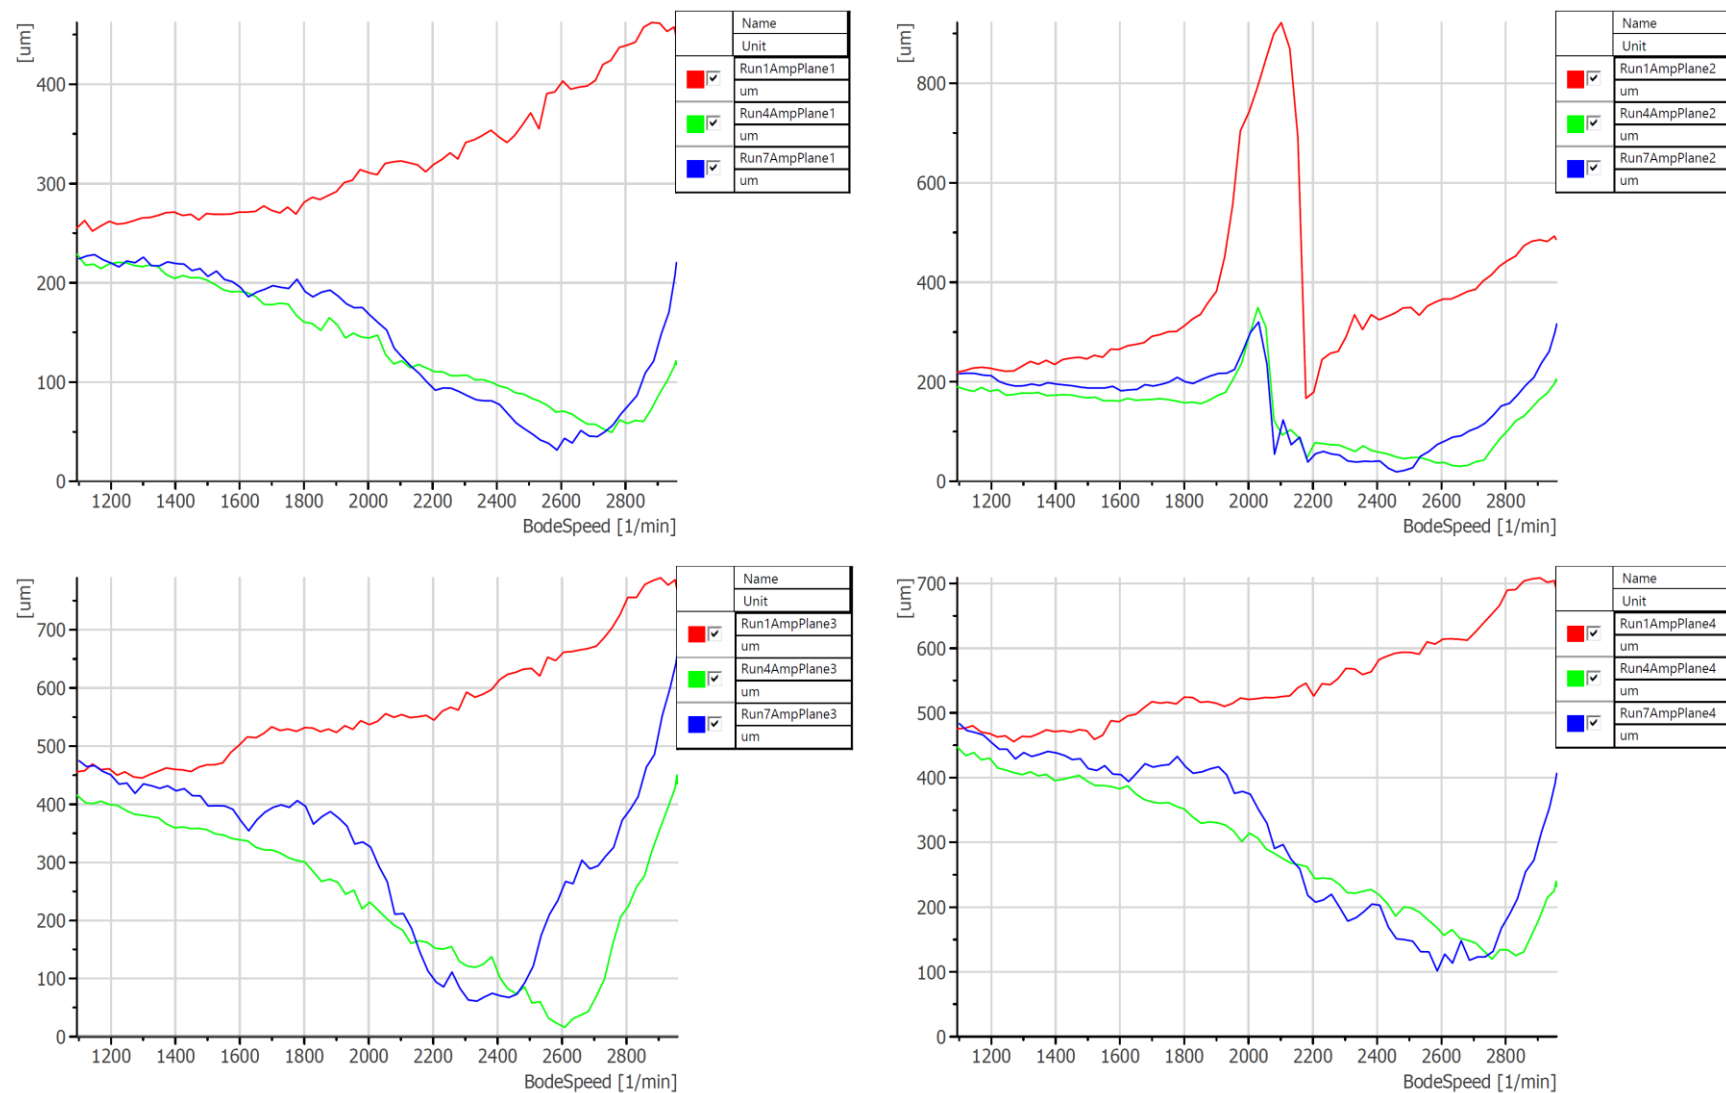 [um]
400
300
200
100
0
1200 1400 1600 1800 2000 2200 2400 2600 2800
BodeSpeed [1/min]
Name
Unit
Run1AmpPlane1
um
Run4AmpPlane1
um
Run7AmpPlane1
um
[um]
800
600
400
200
0
1200 1400 1600 1800 2000 2200 2400 2600 2800
BodeSpeed [1/min]
Name
Unit
Run1AmpPlane2
um
Run4AmpPlane2
um
Run7AmpPlane2
um
[um]
700
600
500
400
300
200
100
0
1200 1400 1600 1800 2000 2200 2400 2600 2800
BodeSpeed [1/min]
Name
Unit
Run1AmpPlane3
um
Run4AmpPlane3
um
Run7AmpPlane3
um
[um]
700
600
500
400
300
200
100
0
1200 1400 1600 1800 2000 2200 2400 2600 2800
BodeSpeed [1/min]
Name
Unit
Run1AmpPlane4
um
Run4AmpPlane4
um
Run7AmpPlane4
um